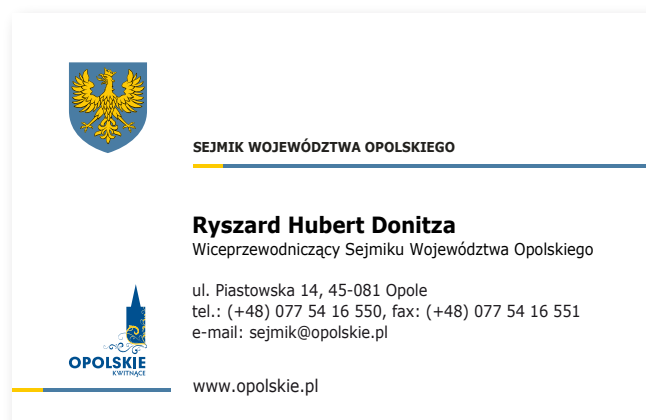 SEJMIK WOJEWÓDZTWA OPOLSKIEGO
Ryszard Hubert Donitza
Wiceprzewodniczący Sejmiku Województwa Opolskiego
ul. Piastowska 14, 45-081 Opole
tel.: (+48) 077 54 16 550, fax: (+48) 077 54 16 551
e-mail: sejmik@opolskie.pl
OPOLSKIE
KWITNĄCE
www.opolskie.pl